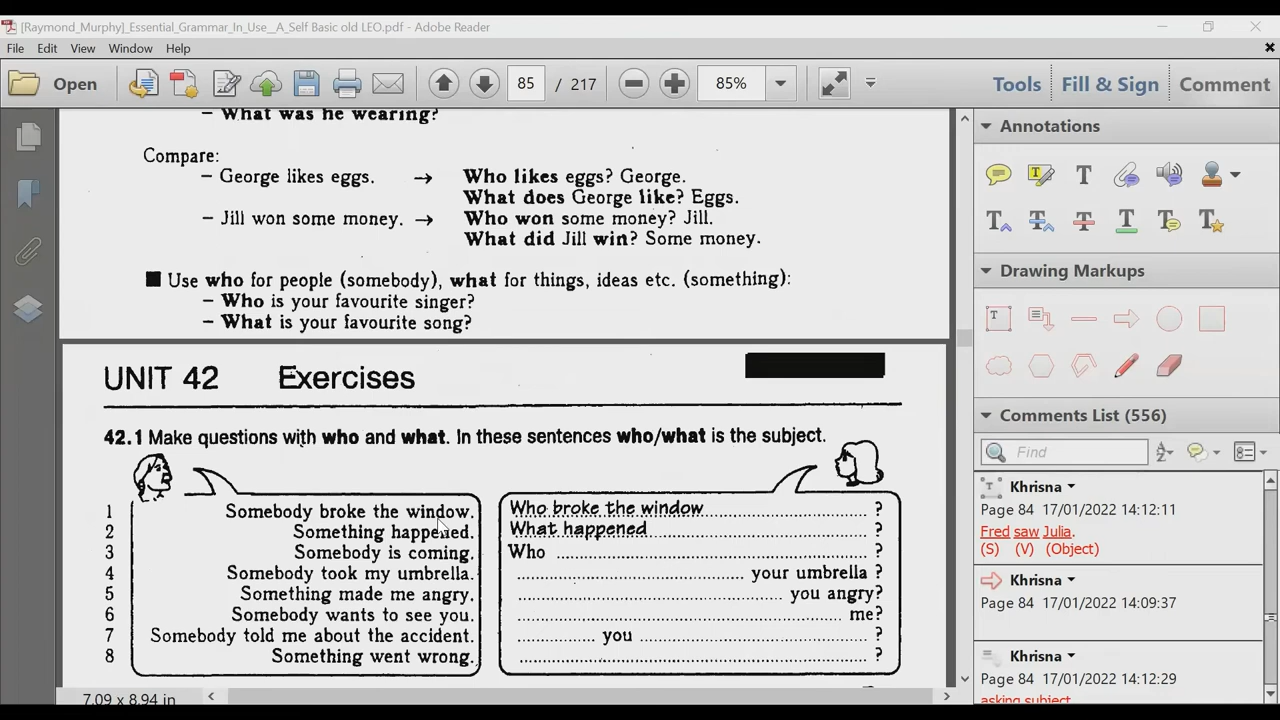 [Raymond_Murphy]_Essential_Grammar_In_Use__A_Self Basic old LEO.pdf - Adobe Reader
File Edit View Window Help
Open 85 / 217 85% Tools Fill & Sign Comment
– What was he wearing?
Compare:
– George likes eggs. → Who likes eggs? George.
What does George like? Eggs.
– Jill won some money. → Who won some money? Jill.
What did Jill win? Some money.
■ Use who for people (somebody), what for things, ideas etc. (something):
– Who is your favourite singer?
– What is your favourite song?
UNIT 42 Exercises
42.1 Make questions with who and what. In these sentences who/what is the subject.
1 Somebody broke the window. Who broke the window ?
2 Something happened. What happened ?
3 Somebody is coming. Who ?
4 Somebody took my umbrella. your umbrella ?
5 Something made me angry. you angry?
6 Somebody wants to see you. me?
7 Somebody told me about the accident. you ?
8 Something went wrong. ?
7.09 x 8.94 in
Annotations
Drawing Markups
Comments List (556)
Find
Khrisna
Page 84 17/01/2022 14:12:11
Fred saw Julia.
(S) (V) (Object)
Khrisna
Page 84 17/01/2022 14:09:37
Khrisna
Page 84 17/01/2022 14:12:29
asking subject